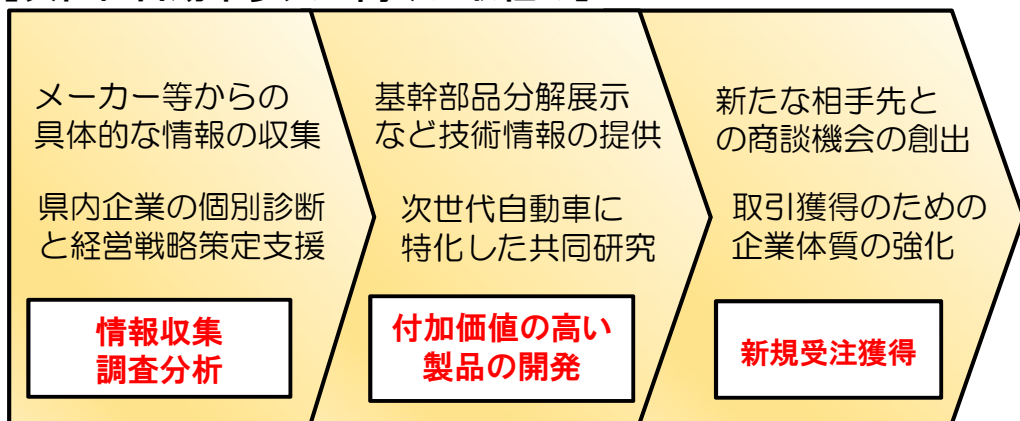 メーカー等からの
具体的な情報の収集
県内企業の個別診断
と経営戦略策定支援
情報収集
調査分析
基幹部品分解展示
など技術情報の提供
次世代自動車に
特化した共同研究
付加価値の高い
製品の開発
新たな相手先と
の商談機会の創出
取引獲得のための
企業体質の強化
新規受注獲得